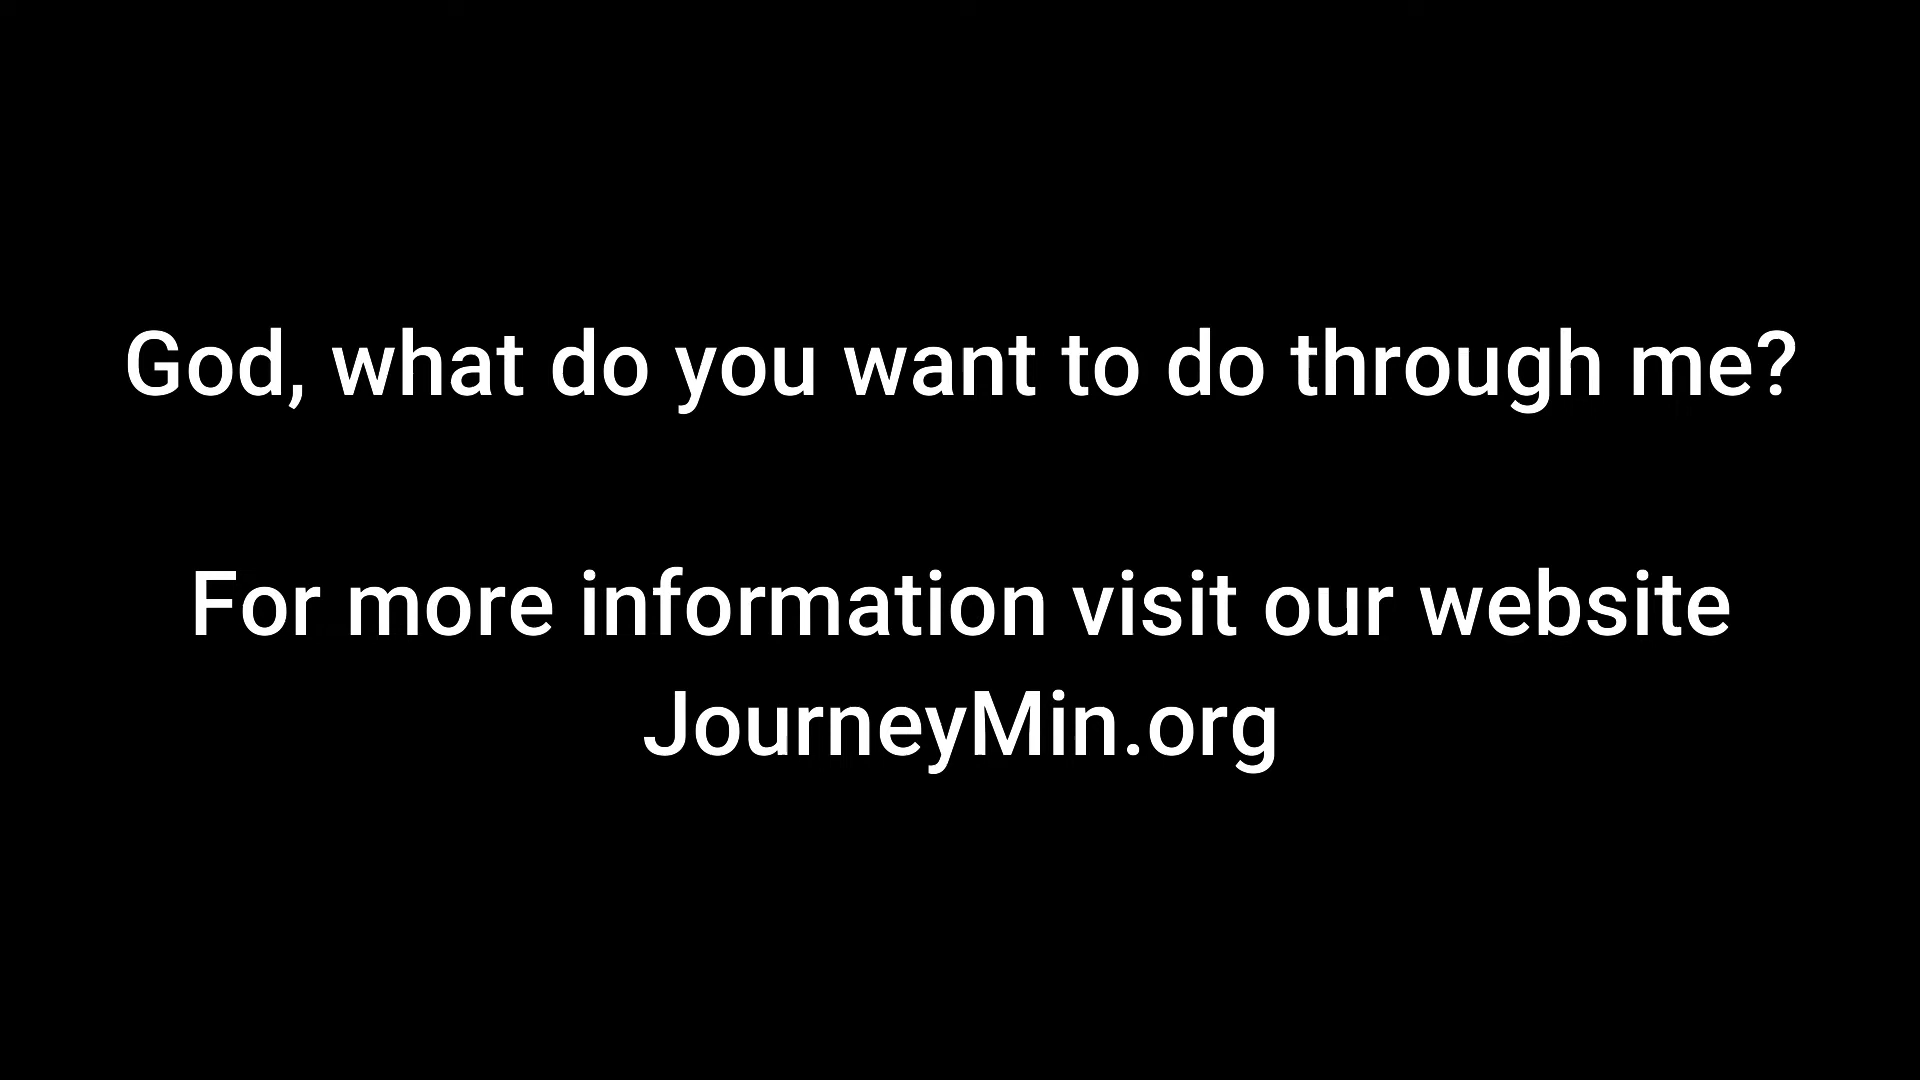 God, what do you want to do through me?
For more information visit our website
JourneyMin.org